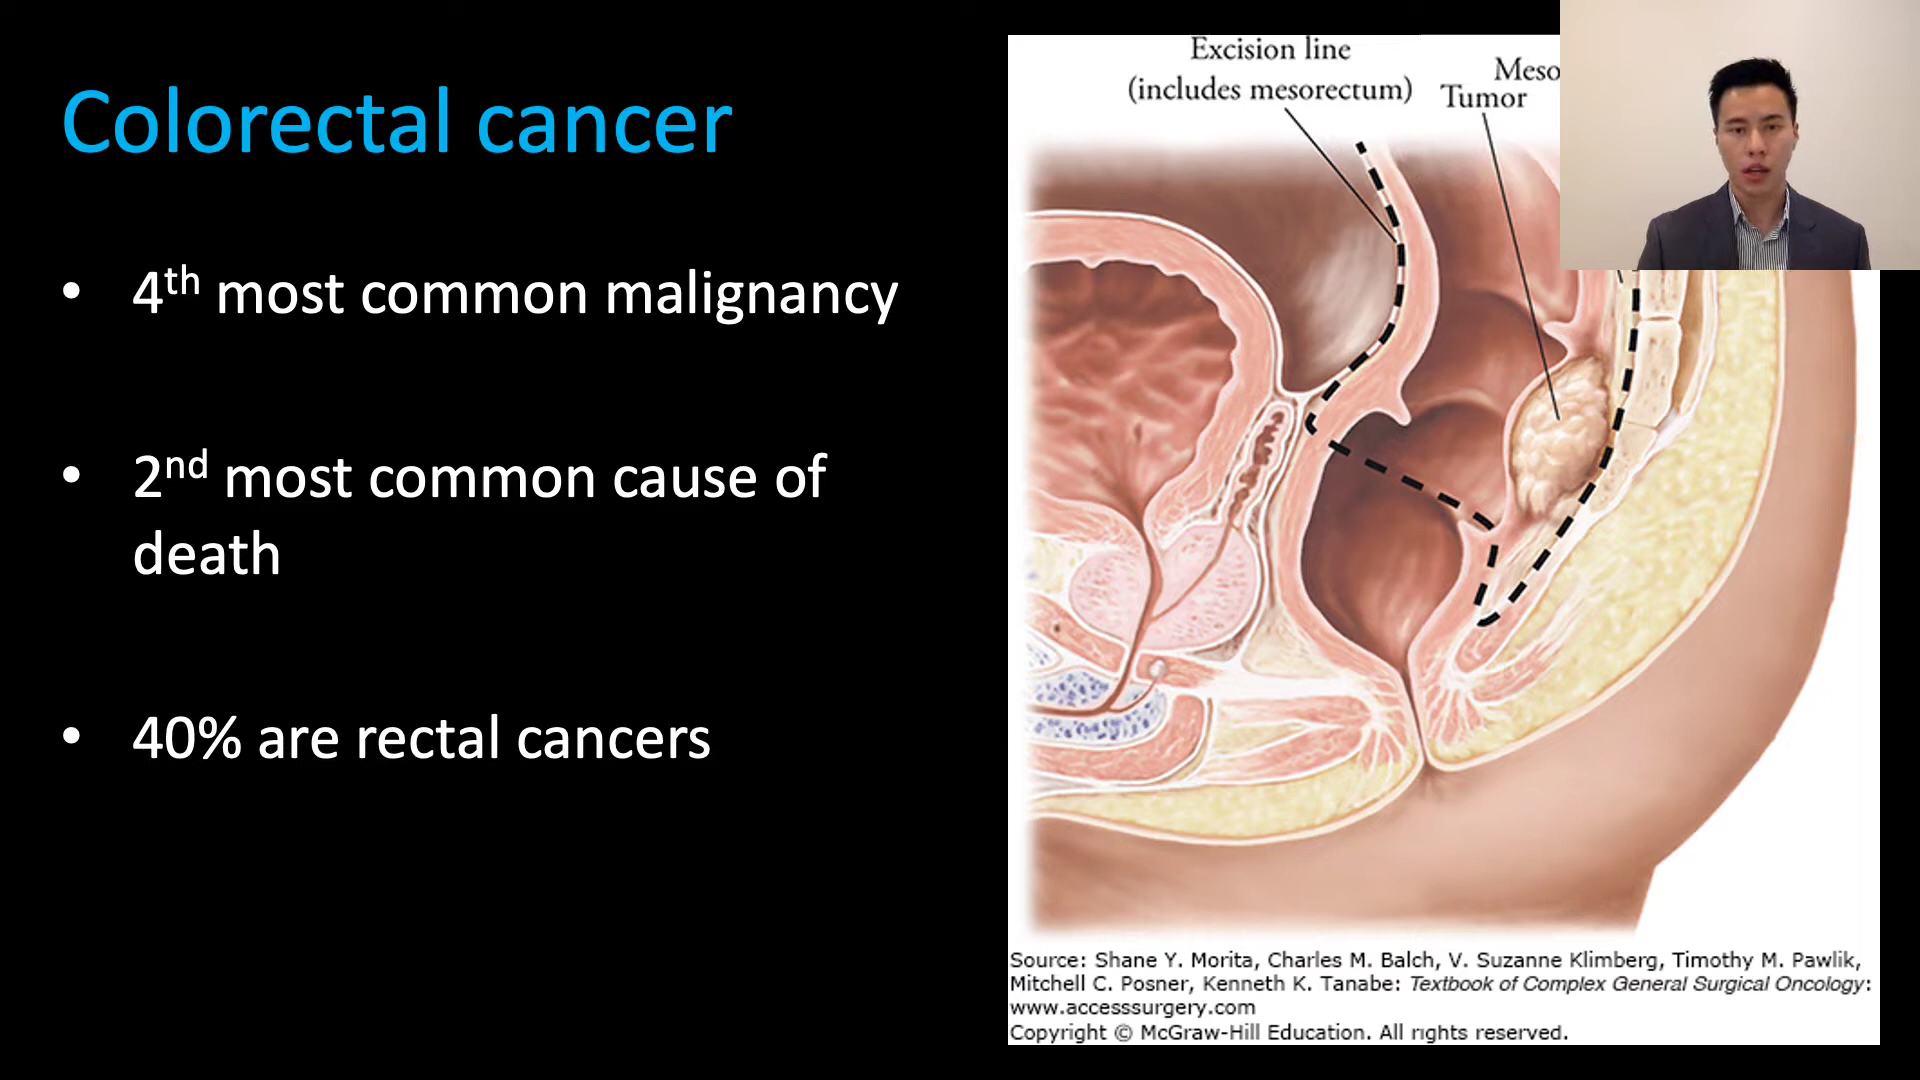 Colorectal cancer
• 4th most common malignancy
• 2nd most common cause of
death
• 40% are rectal cancers
Excision line
(includes mesorectum)
Meso
Tumor
Source: Shane Y. Morita, Charles M. Balch, V. Suzanne Klimberg, Timothy M. Pawlik,
Mitchell C. Posner, Kenneth K. Tanabe: Textbook of Complex General Surgical Oncology:
www.accesssurgery.com
Copyright © McGraw-Hill Education. All rights reserved.